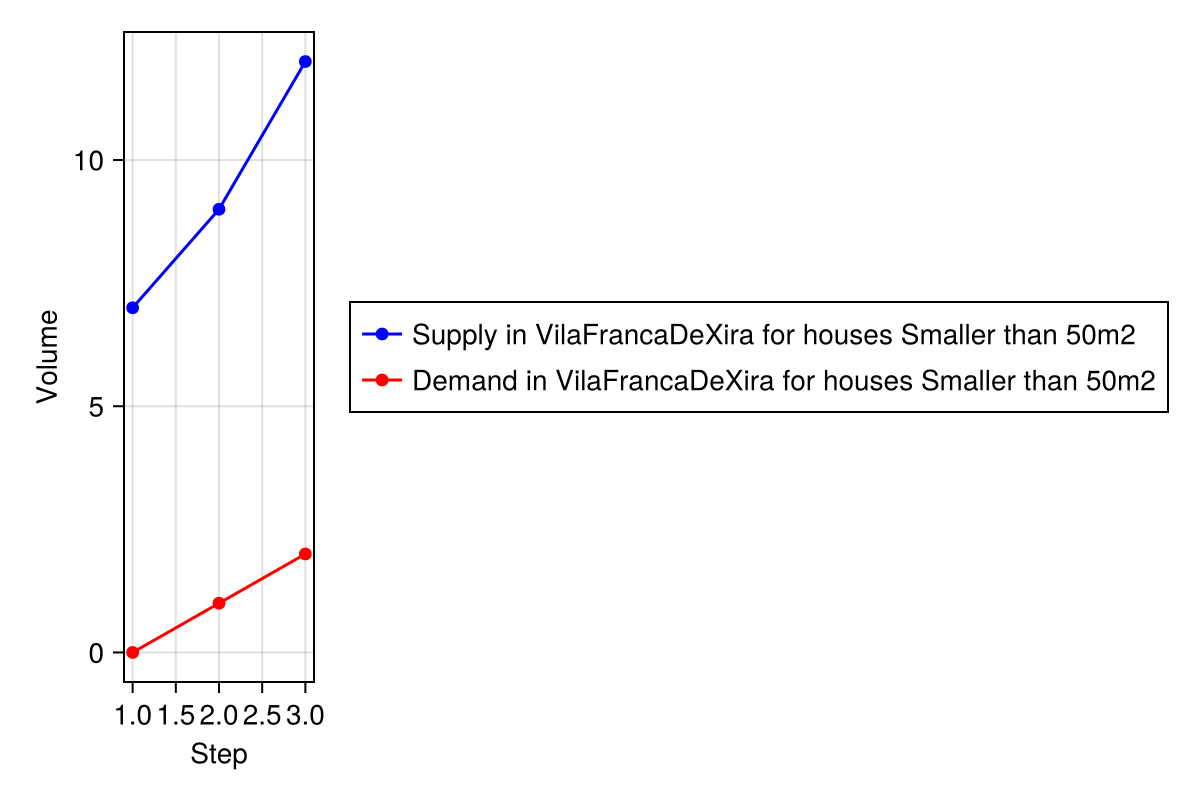 Volume
10
5
0
1.0 1.5 2.0 2.5 3.0
Step
Supply in VilaFrancaDeXira for houses Smaller than 50m2
Demand in VilaFrancaDeXira for houses Smaller than 50m2